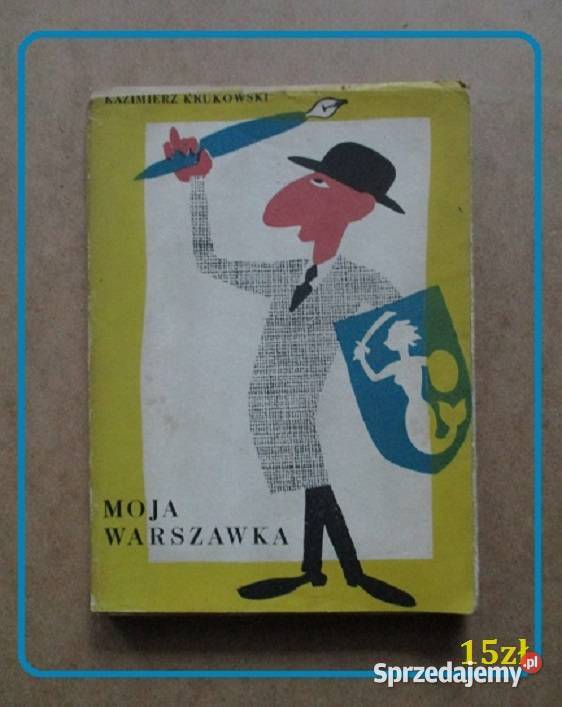 KAZIMIERZ KRUKOWSKI
MOJA
WARSZAWKA
15zł
Sprzedajemy.pl